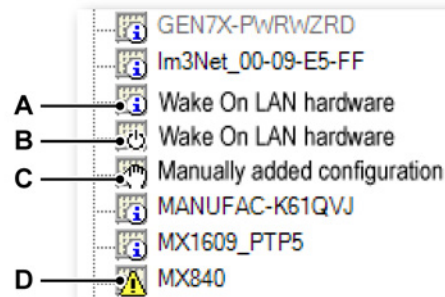 GEN7X-PWRWZRD
Im3Net_00-09-E5-FF
A Wake On LAN hardware
B Wake On LAN hardware
C Manually added configuration
MANUFAC-K61QVJ
MX1609_PTP5
D MX840